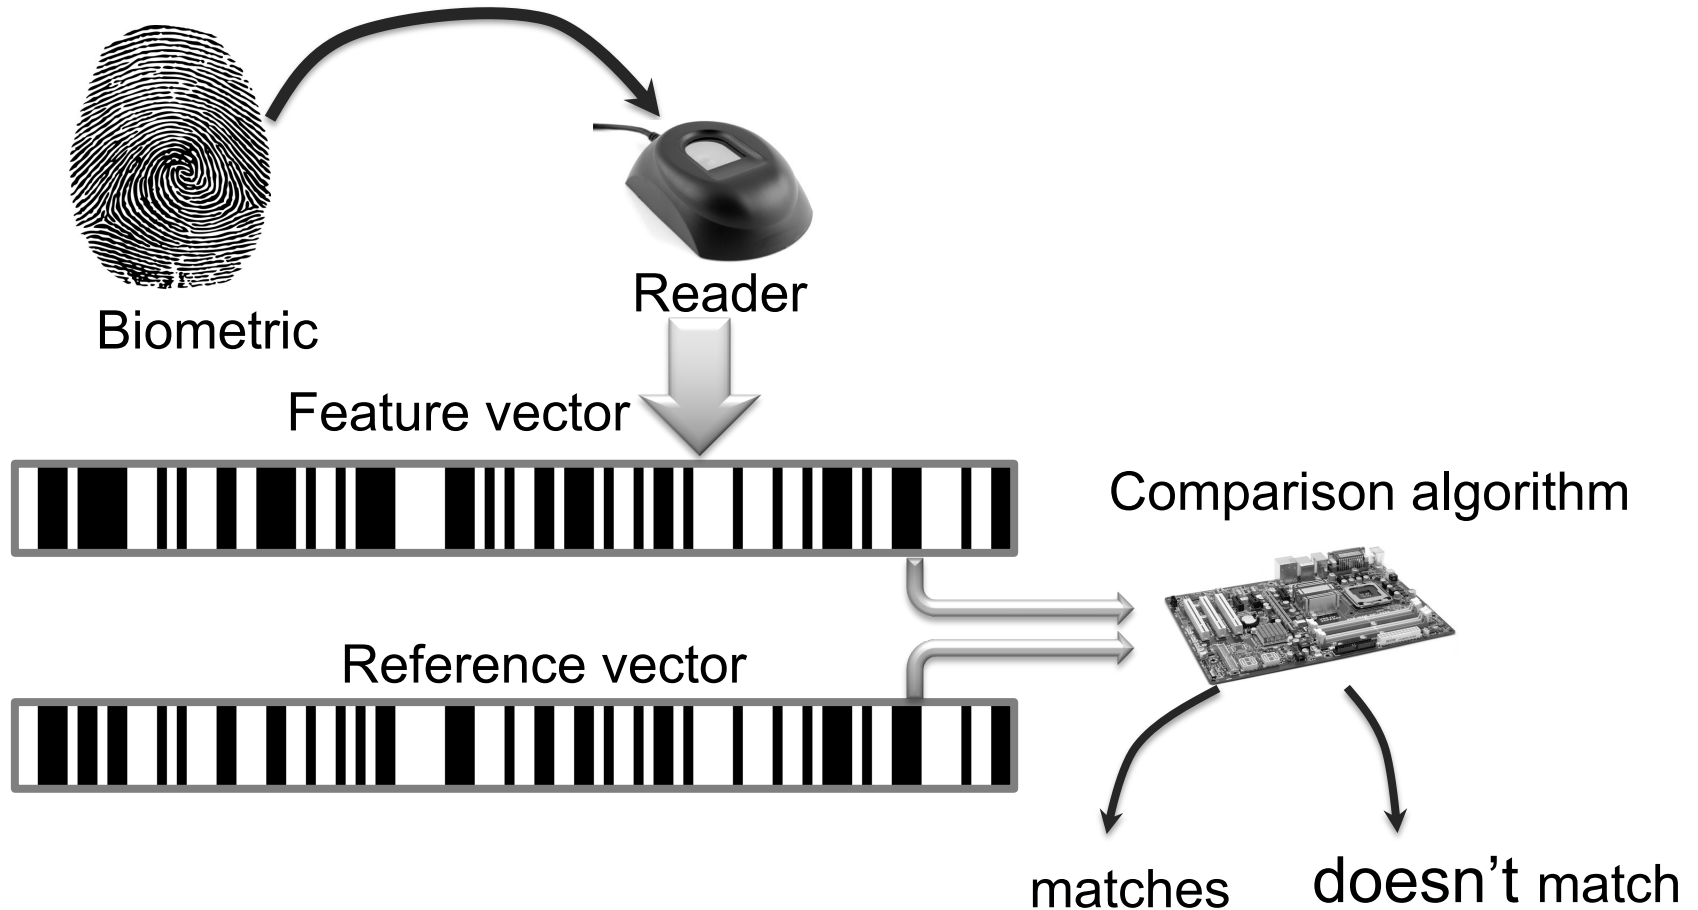 Biometric
Reader
Feature vector
Comparison algorithm
Reference vector
matches
doesn’t match